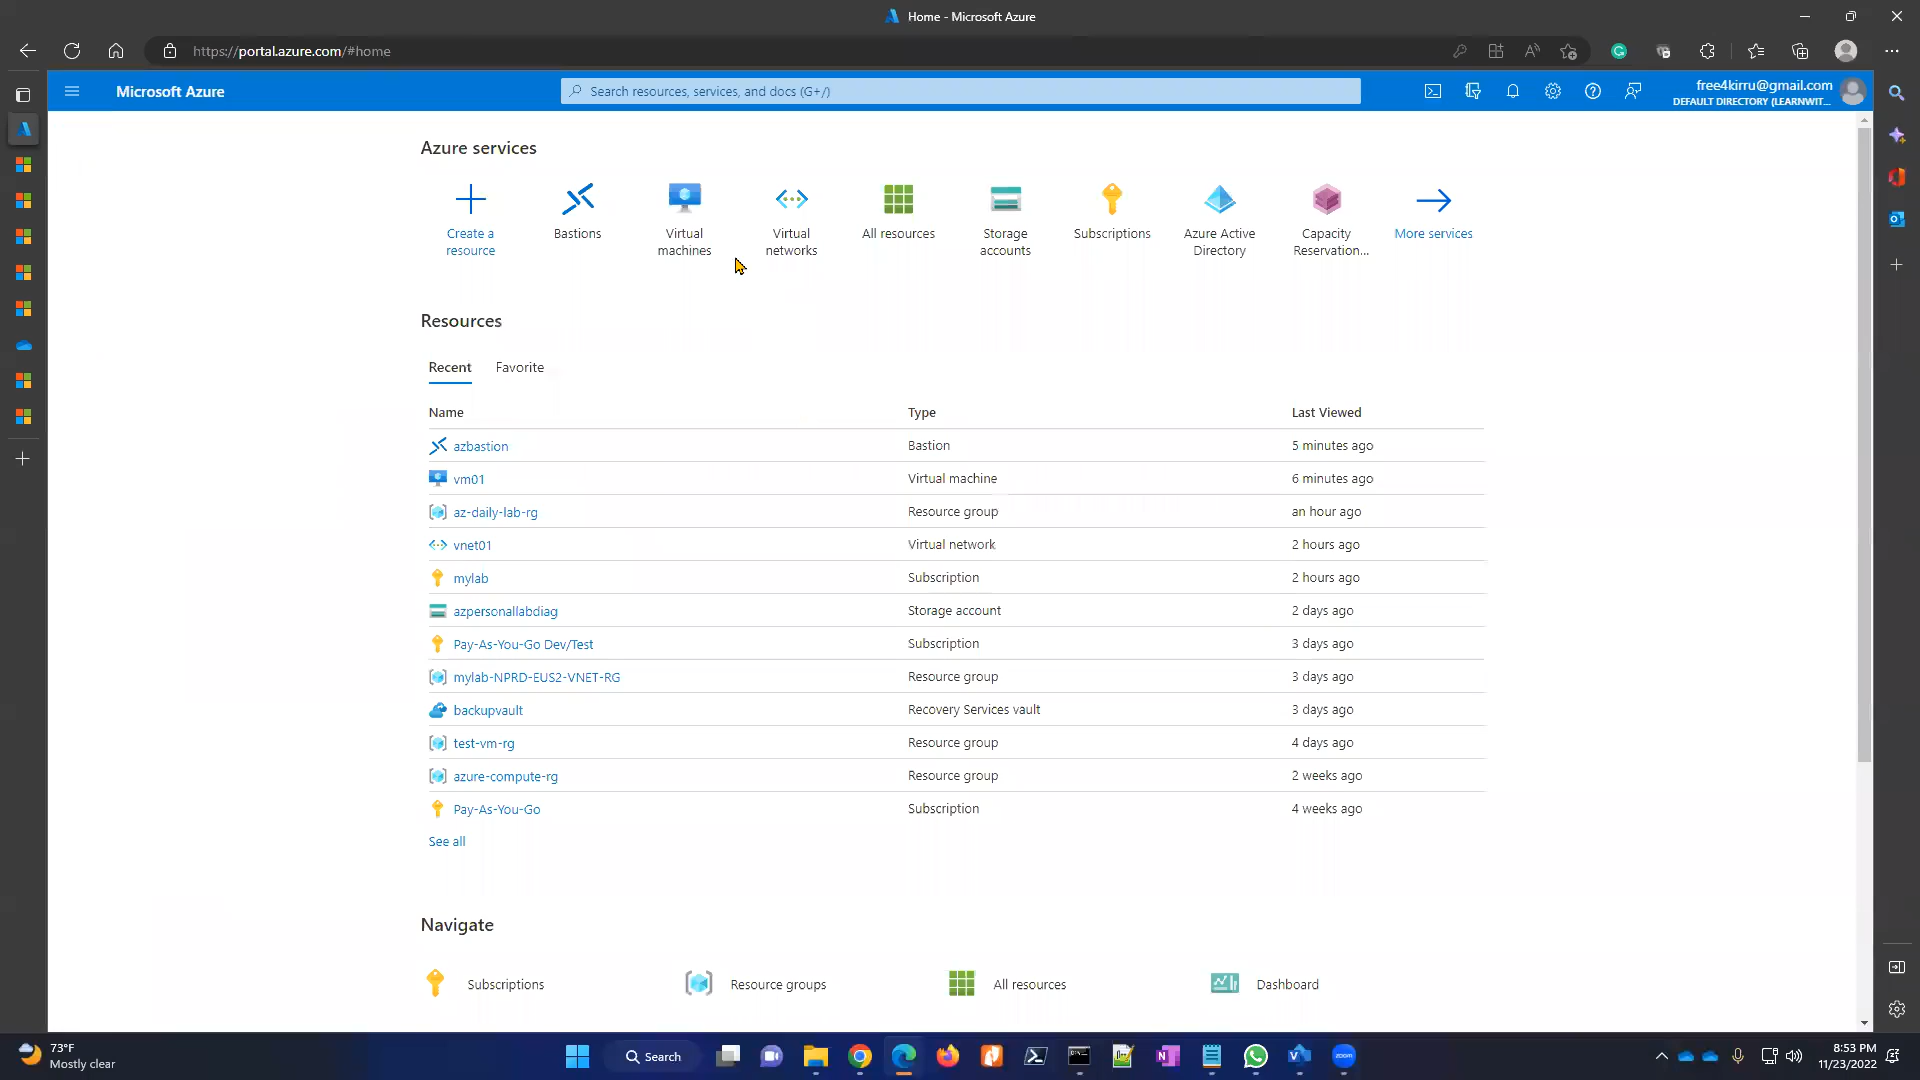 Home - Microsoft Azure
https://portal.azure.com/#home
Microsoft Azure
Search resources, services, and docs (G+/)
free4kirru@gmail.com
DEFAULT DIRECTORY (LEARNWIT...
Azure services
Create a resource
Bastions
Virtual machines
Virtual networks
All resources
Storage accounts
Subscriptions
Azure Active Directory
Capacity Reservation...
More services
Resources
Recent Favorite
Name Type Last Viewed
azbastion Bastion 5 minutes ago
vm01 Virtual machine 6 minutes ago
az-daily-lab-rg Resource group an hour ago
vnet01 Virtual network 2 hours ago
mylab Subscription 2 hours ago
azpersonallabdiag Storage account 2 days ago
Pay-As-You-Go Dev/Test Subscription 3 days ago
mylab-NPRD-EUS2-VNET-RG Resource group 3 days ago
backupvault Recovery Services vault 3 days ago
test-vm-rg Resource group 4 days ago
azure-compute-rg Resource group 2 weeks ago
Pay-As-You-Go Subscription 4 weeks ago
See all
Navigate
Subscriptions Resource groups All resources Dashboard
73°F
Mostly clear
Search
zoom
8:53 PM
11/23/2022